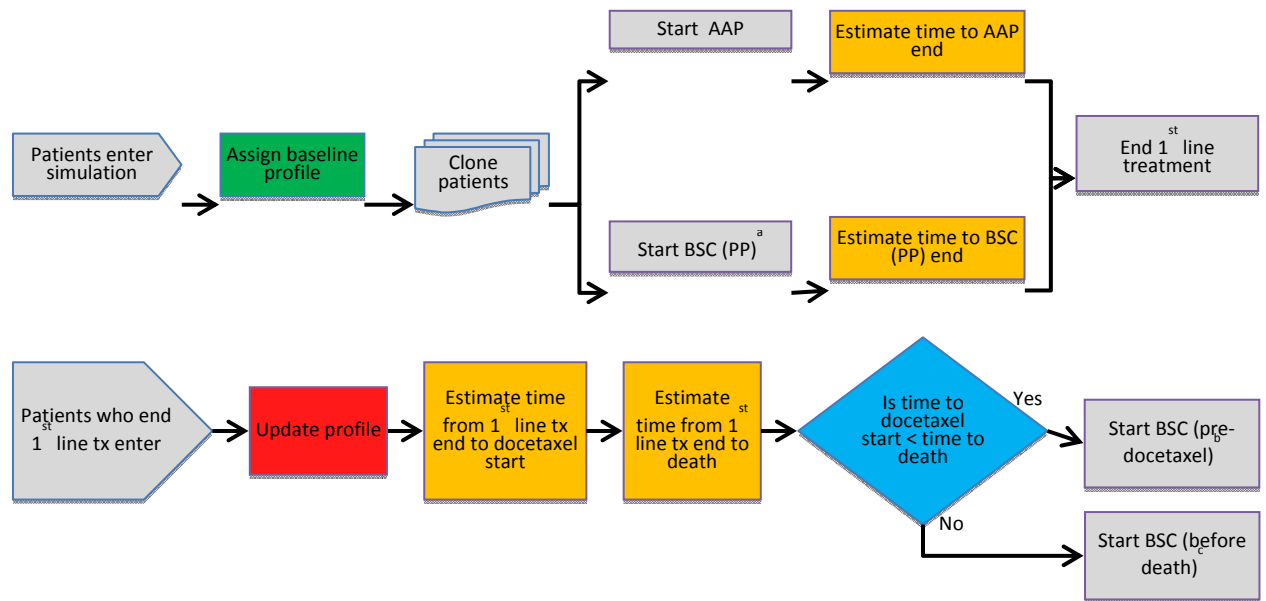 Start AAP
Estimate time to AAP
end
Patients enter
simulation
Assign baseline
profile
Clone
patients
End 1st line
treatment
Start BSC (PP)a
Estimate time to BSC
(PP) end
Patients who end
1st line tx enter
Update profile
Estimate time
from 1st line tx
end to docetaxel
start
Estimate
time from 1st
line tx end to
death
Is time to
docetaxel
start < time to
death
Yes
No
Start BSC (pre-
docetaxel)b
Start BSC (before
death)c